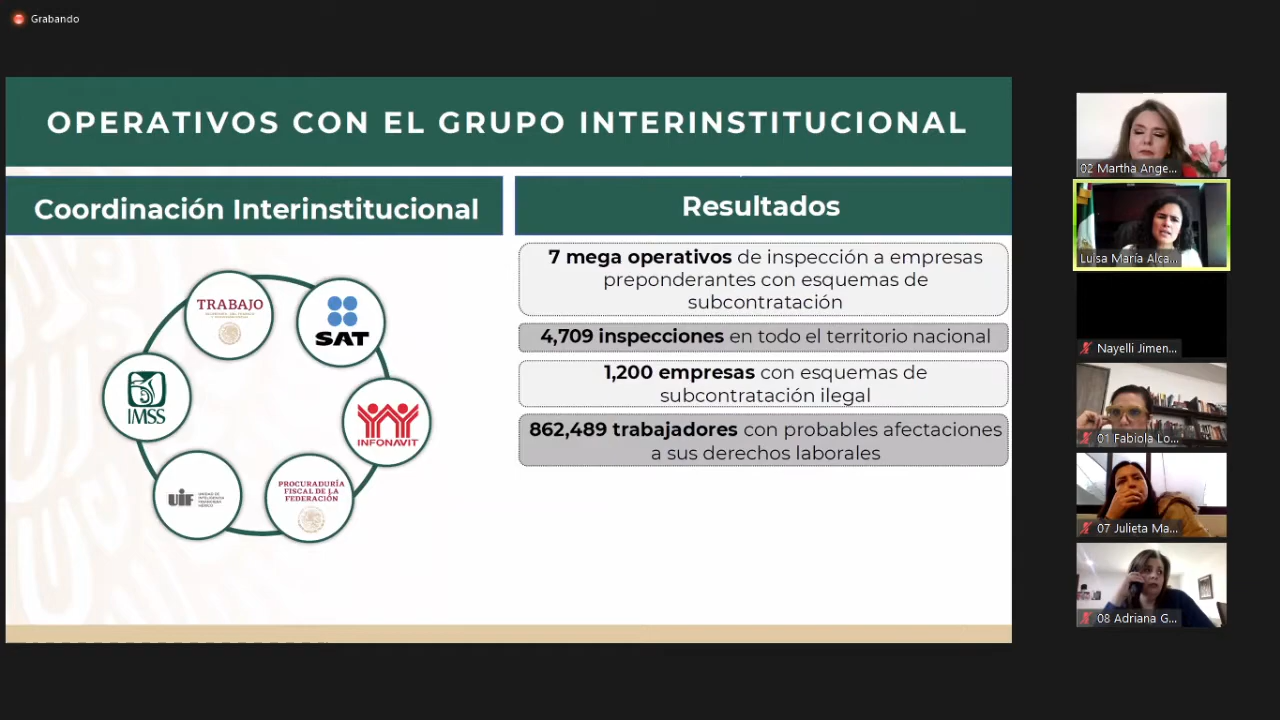 Grabando
OPERATIVOS CON EL GRUPO INTERINSTITUCIONAL
Coordinación Interinstitucional
TRABAJO
SAT
IMSS
INFONAVIT
UIF
PROCURADURÍA
FISCAL DE LA
FEDERACIÓN
Resultados
7 mega operativos de inspección a empresas
preponderantes con esquemas de
subcontratación
4,709 inspecciones en todo el territorio nacional
1,200 empresas con esquemas de
subcontratación ilegal
862,489 trabajadores con probables afectaciones
a sus derechos laborales
02 Martha Ange...
Luisa María Alca...
Nayelli Jimen...
01 Fabiola Lo...
07 Julieta Ma...
08 Adriana G...